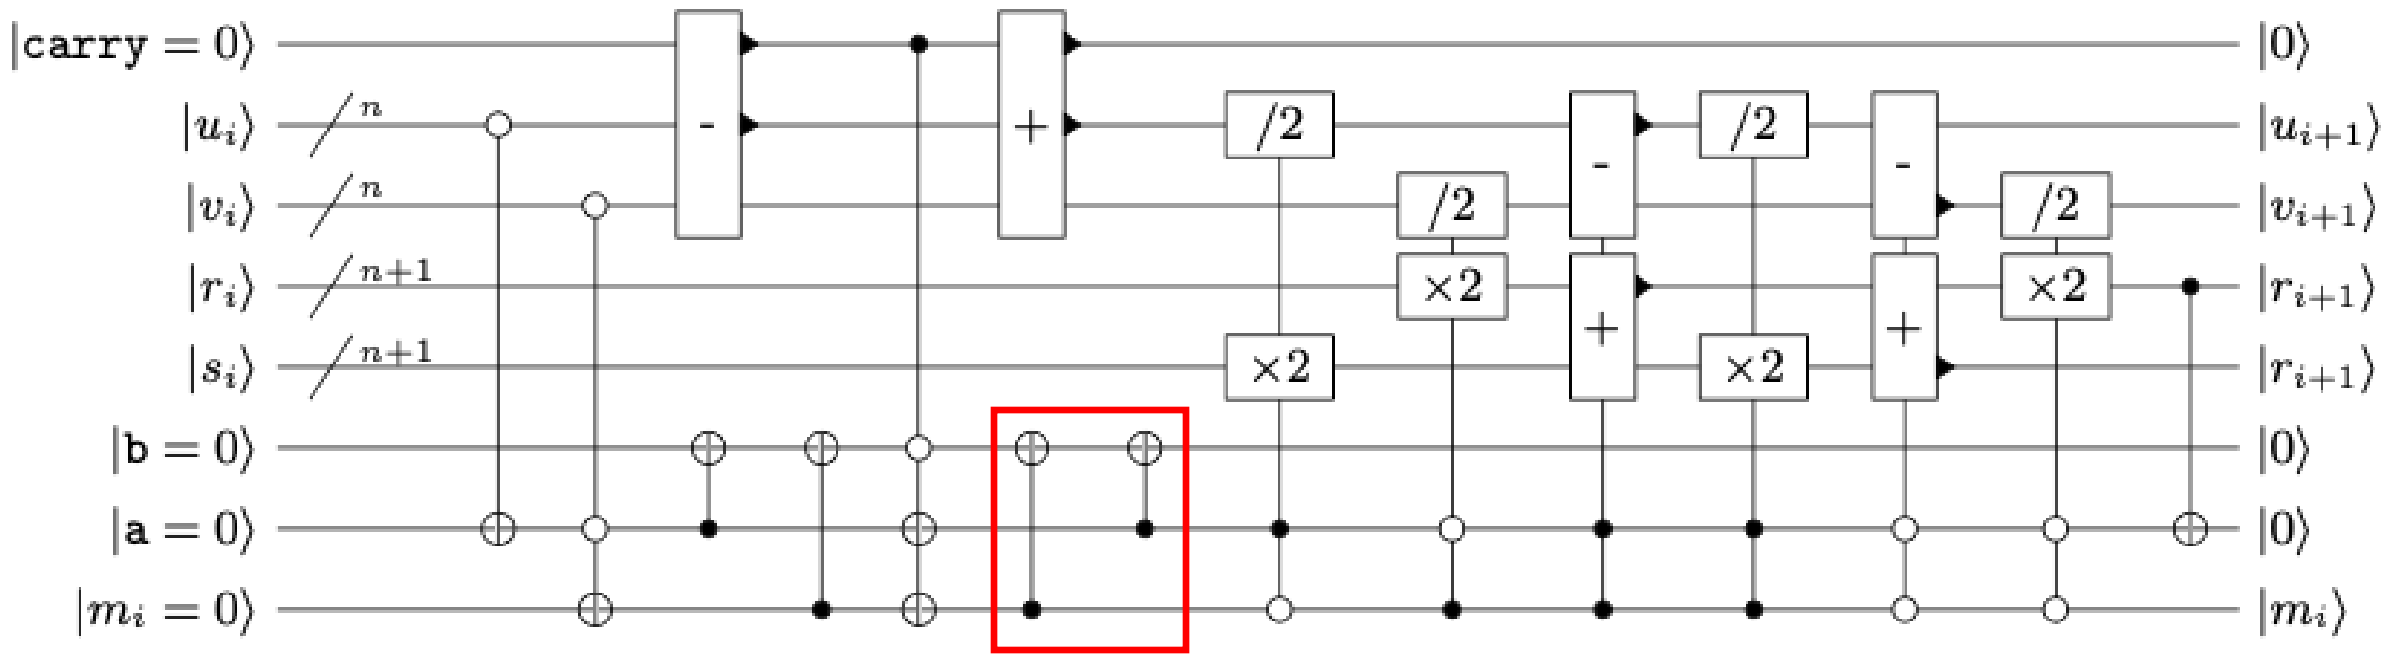 |carry = 0⟩ - + |0⟩
|u_i⟩ n /2 - /2 - |u_{i+1}⟩
|v_i⟩ n /2 /2 |v_{i+1}⟩
|r_i⟩ n+1 ×2 + + ×2 |r_{i+1}⟩
|s_i⟩ n+1 ×2 ×2 |r_{i+1}⟩
|b = 0⟩ |0⟩
|a = 0⟩ |0⟩
|m_i = 0⟩ |m_i⟩